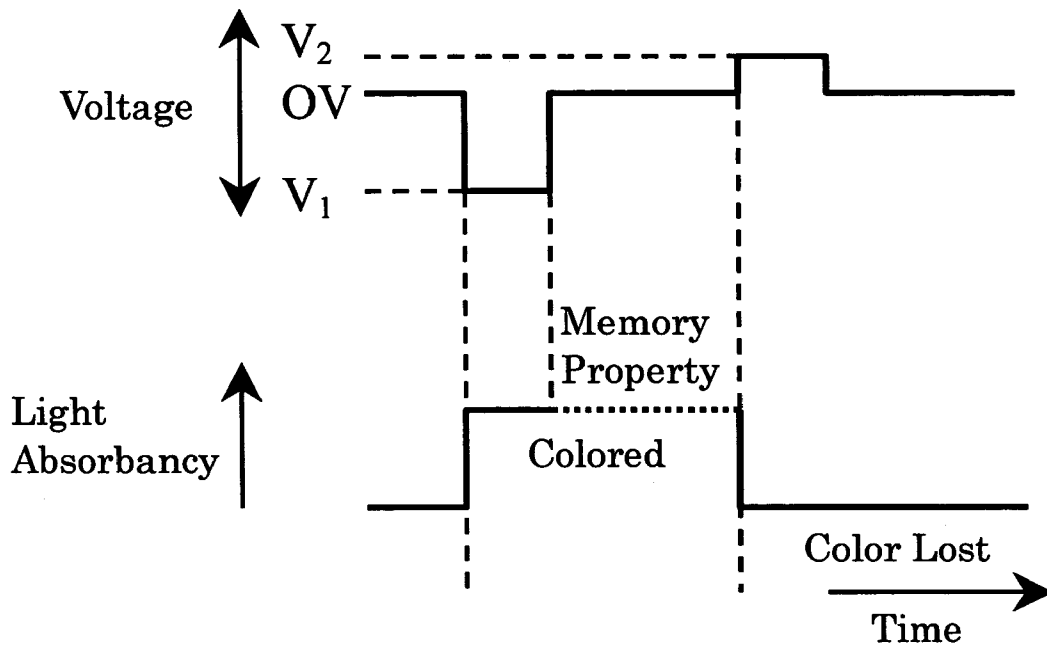 V₂
Voltage
OV
V₁
Memory
Property
Light
Absorbancy
Colored
Color Lost
Time